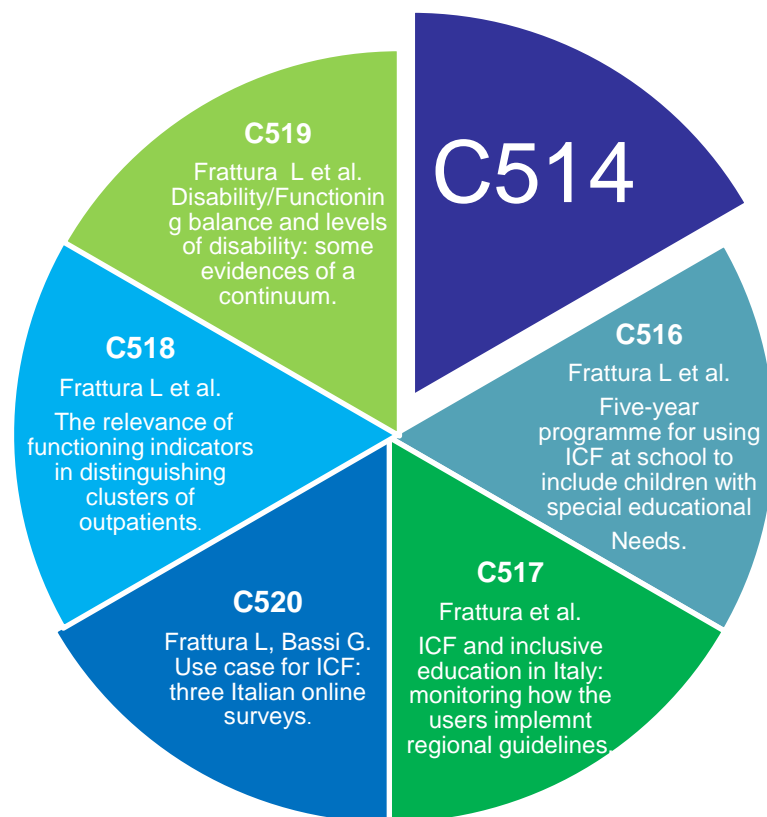 C514
C516
Frattura L et al.
Five-year
programme for using
ICF at school to
include children with
special educational
Needs.
C517
Frattura et al.
ICF and inclusive
education in Italy:
monitoring how the
users implemnt
regional guidelines.
C520
Frattura L, Bassi G.
Use case for ICF:
three Italian online
surveys.
C518
Frattura L et al.
The relevance of
functioning indicators
in distinguishing
clusters of
outpatients.
C519
Frattura L et al.
Disability/Functionin
g balance and levels
of disability: some
evidences of a
continuum.